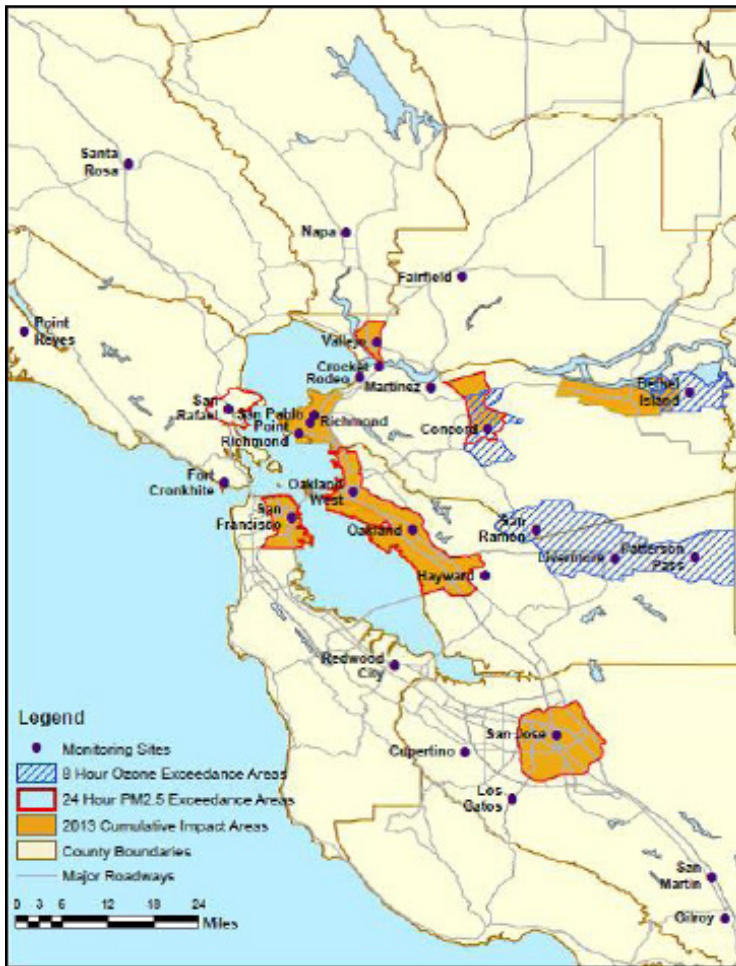 N
Santa
Rosa
Napa
Fairfield
Point
Reyes
Vallejo
Crocket
Rodeo
Martinez
Bethel
Island
San
Rafael
San Pablo
Point
Richmond
Richmond
Concord
Fort
Cronkhite
Oakland
West
San
Francisco
Oakland
San
Ramon
Livermore
Patterson
Pass
Hayward
Redwood
City
San Jose
Cupertino
Los
Gatos
San
Martin
Gilroy
Legend
Monitoring Sites
8 Hour Ozone Exceedance Areas
24 Hour PM2.5 Exceedance Areas
2013 Cumulative Impact Areas
County Boundaries
Major Roadways
0 3 6 12 18 24
Miles